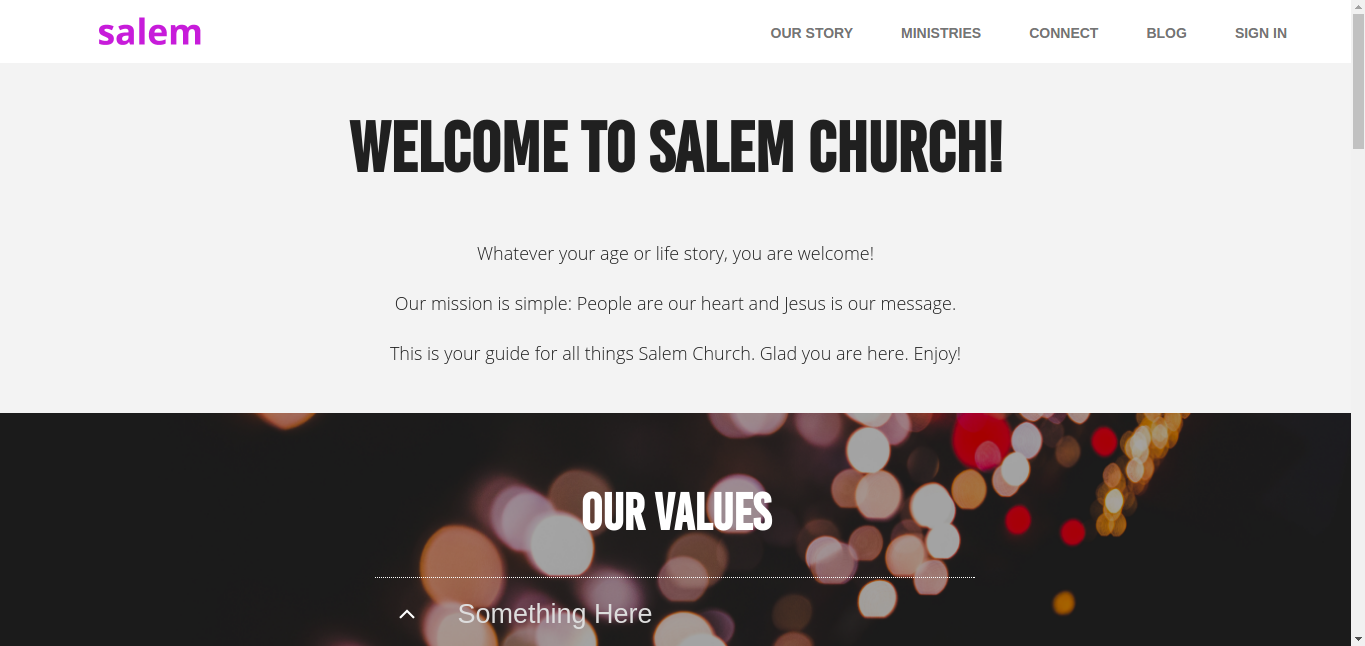 salem
OUR STORY MINISTRIES CONNECT BLOG SIGN IN
WELCOME TO SALEM CHURCH!
Whatever your age or life story, you are welcome!
Our mission is simple: People are our heart and Jesus is our message.
This is your guide for all things Salem Church. Glad you are here. Enjoy!
OUR VALUES
Something Here